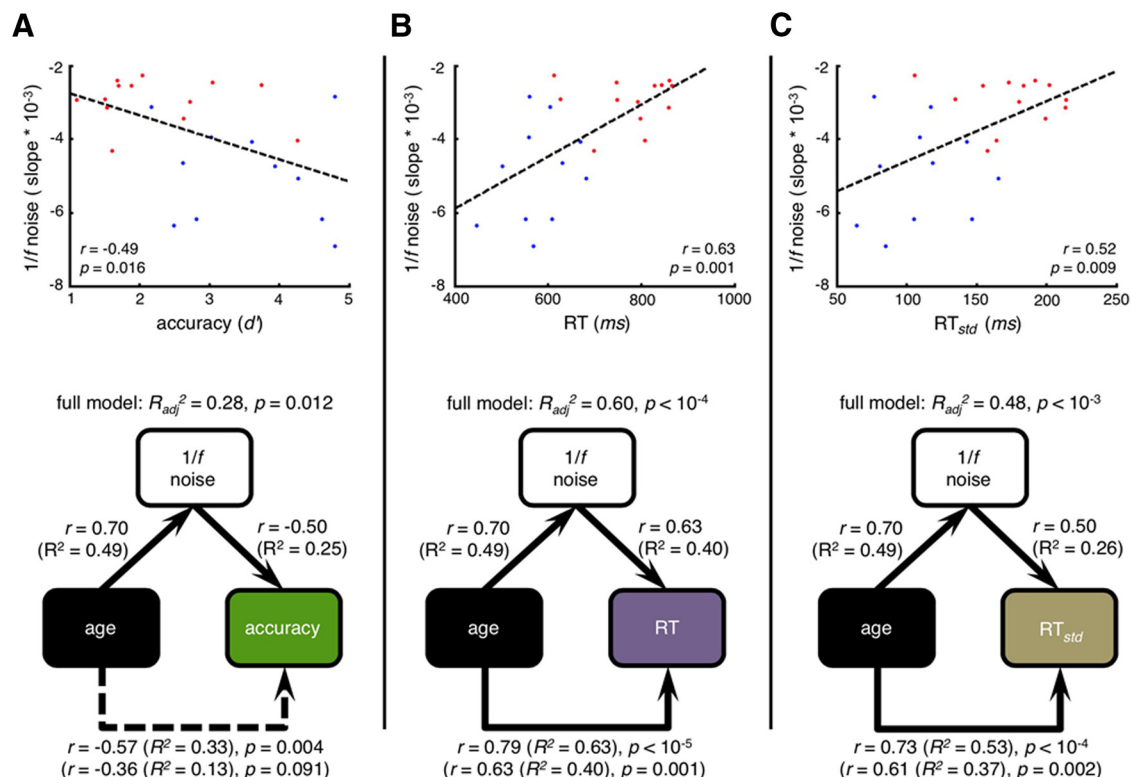 A
B
C
-2
-4
-6
-8
1/f noise ( slope * 10-3)
r = -0.49
p = 0.016
1 2 3 4 5
accuracy (d')
-2
-4
-6
-8
1/f noise ( slope * 10-3)
r = 0.63
p = 0.001
400 600 800 1000
RT (ms)
-2
-4
-6
-8
1/f noise ( slope * 10-3)
r = 0.52
p = 0.009
50 100 150 200 250
RTstd (ms)
full model: Radj2 = 0.28, p = 0.012
1/f
noise
r = 0.70
(R2 = 0.49)
r = -0.50
(R2 = 0.25)
age
accuracy
r = -0.57 (R2 = 0.33), p = 0.004
(r = -0.36 (R2 = 0.13), p = 0.091)
full model: Radj2 = 0.60, p < 10-4
1/f
noise
r = 0.70
(R2 = 0.49)
r = 0.63
(R2 = 0.40)
age
RT
r = 0.79 (R2 = 0.63), p < 10-5
(r = 0.63 (R2 = 0.40), p = 0.001)
full model: Radj2 = 0.48, p < 10-3
1/f
noise
r = 0.70
(R2 = 0.49)
r = 0.50
(R2 = 0.26)
age
RTstd
r = 0.73 (R2 = 0.53), p < 10-4
(r = 0.61 (R2 = 0.37), p = 0.002)